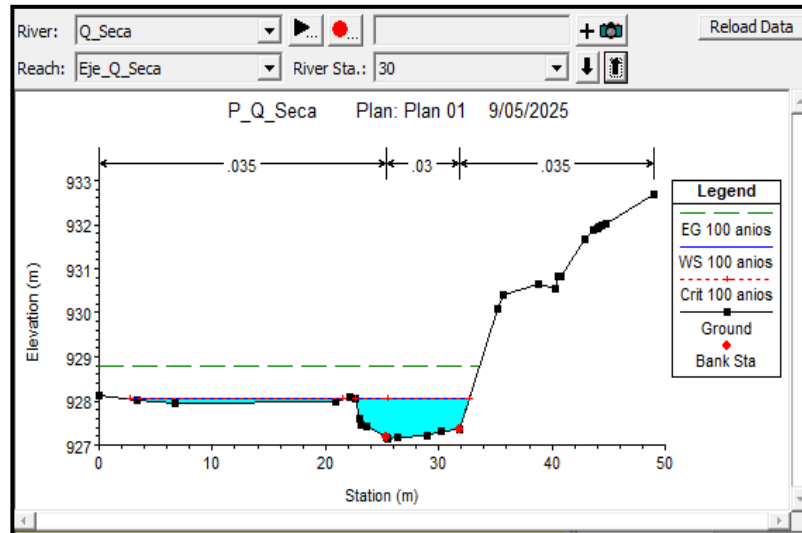 River: Q_Seca ... ... + Reload Data
Reach: Eje_Q_Seca River Sta.: 30
P_Q_Seca Plan: Plan 01 9/05/2025
.035 .03 .035
933
932
931
930
929
928
927
Elevation (m)
0 10 20 30 40 50
Station (m)
Legend
EG 100 anios
WS 100 anios
Crit 100 anios
Ground
Bank Sta